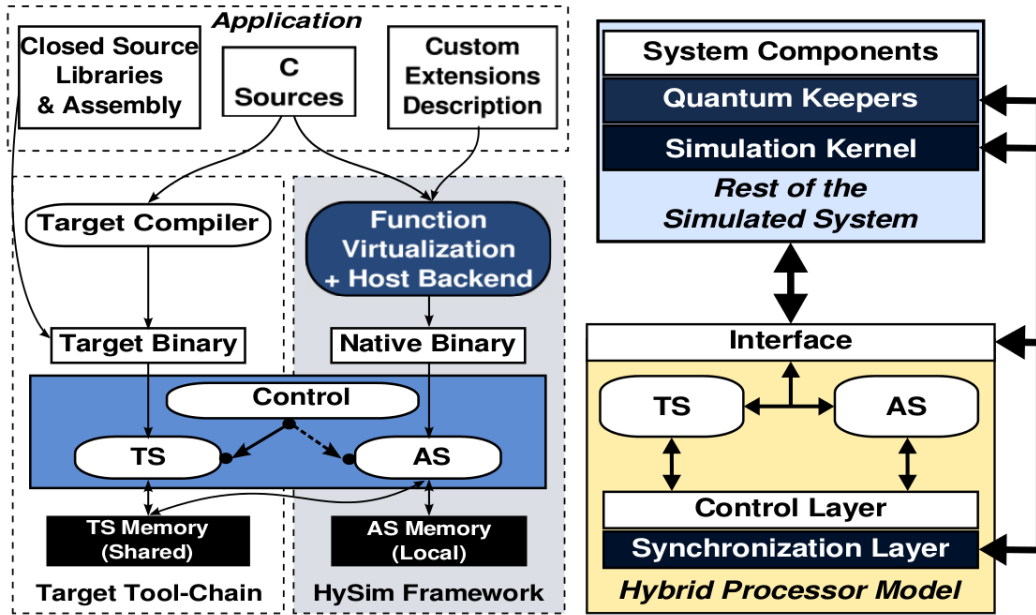 Application
Closed Source
Libraries
& Assembly
C
Sources
Custom
Extensions
Description
Target Compiler
Function
Virtualization
+ Host Backend
Target Binary
Native Binary
Control
TS
AS
TS Memory
(Shared)
AS Memory
(Local)
Target Tool-Chain
HySim Framework
System Components
Quantum Keepers
Simulation Kernel
Rest of the
Simulated System
Interface
TS
AS
Control Layer
Synchronization Layer
Hybrid Processor Model